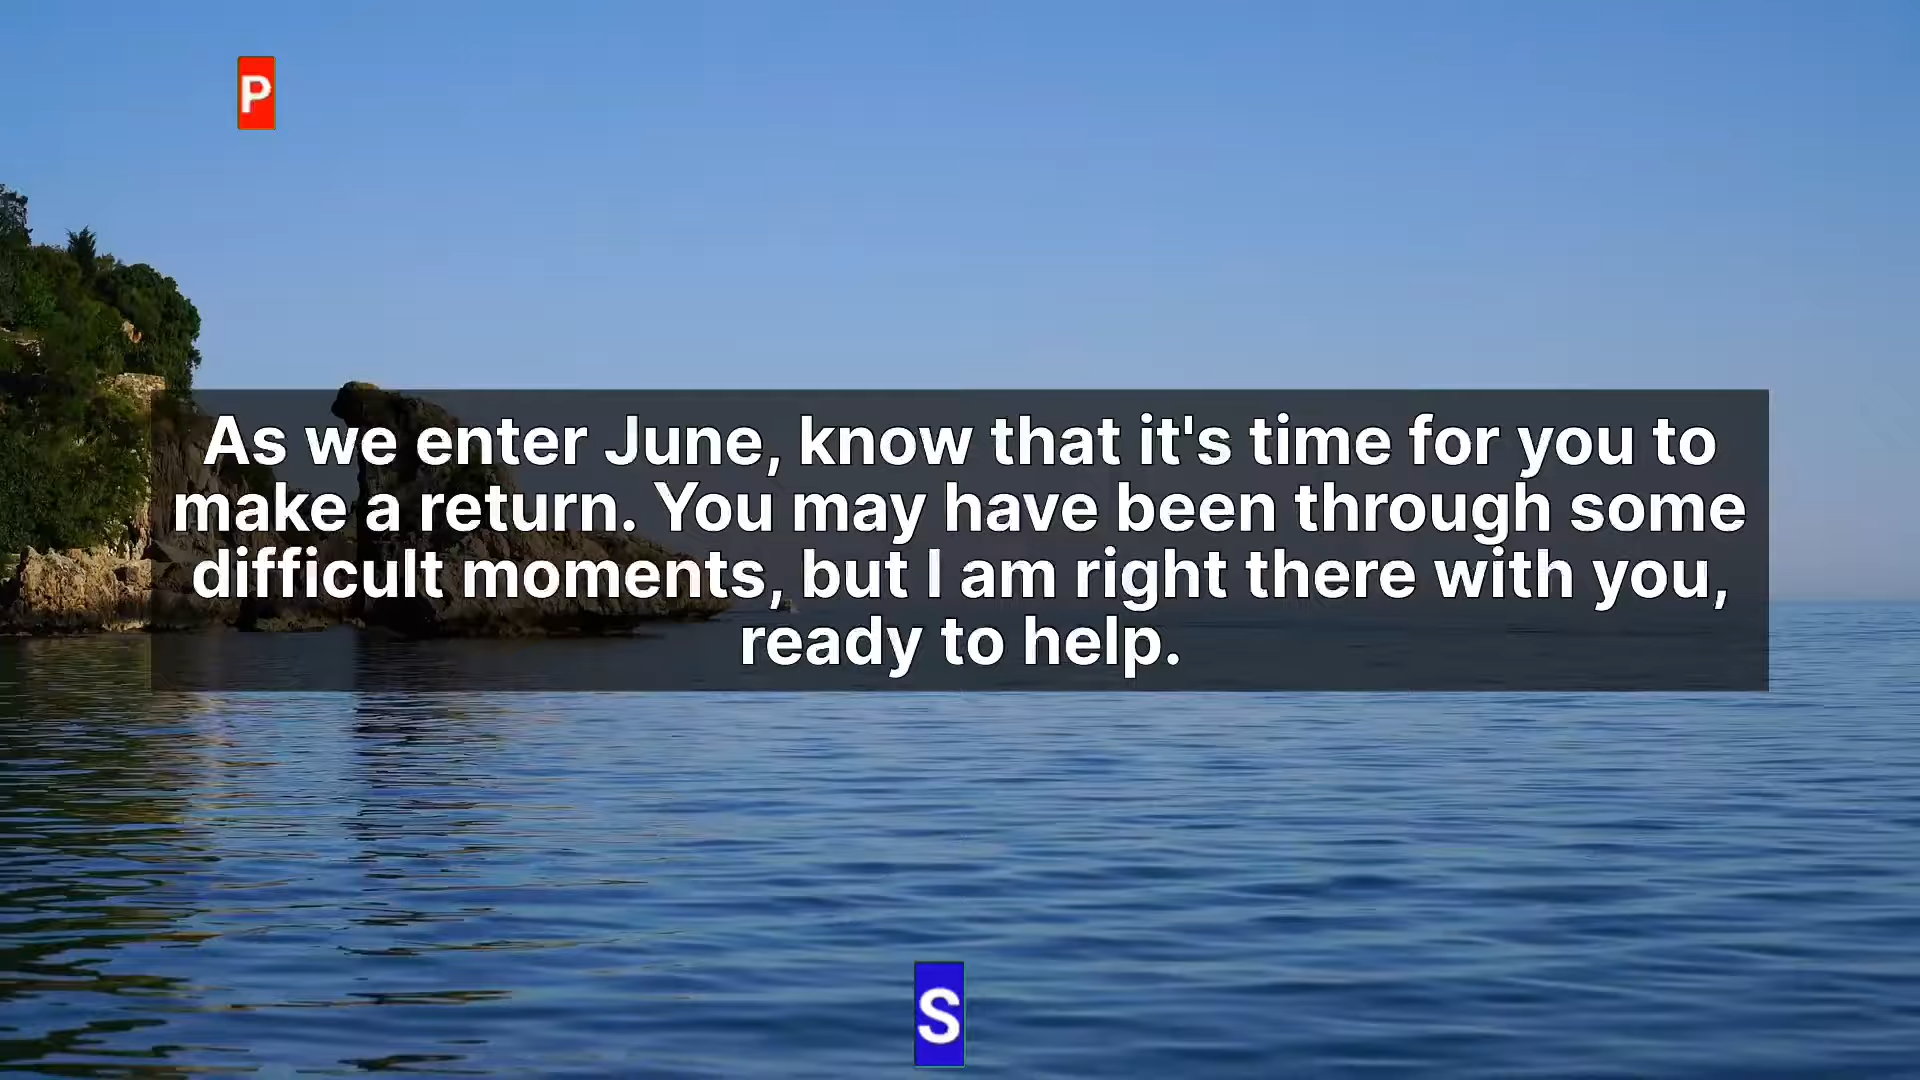 P
As we enter June, know that it's time for you to
make a return. You may have been through some
difficult moments, but I am right there with you,
ready to help.
S